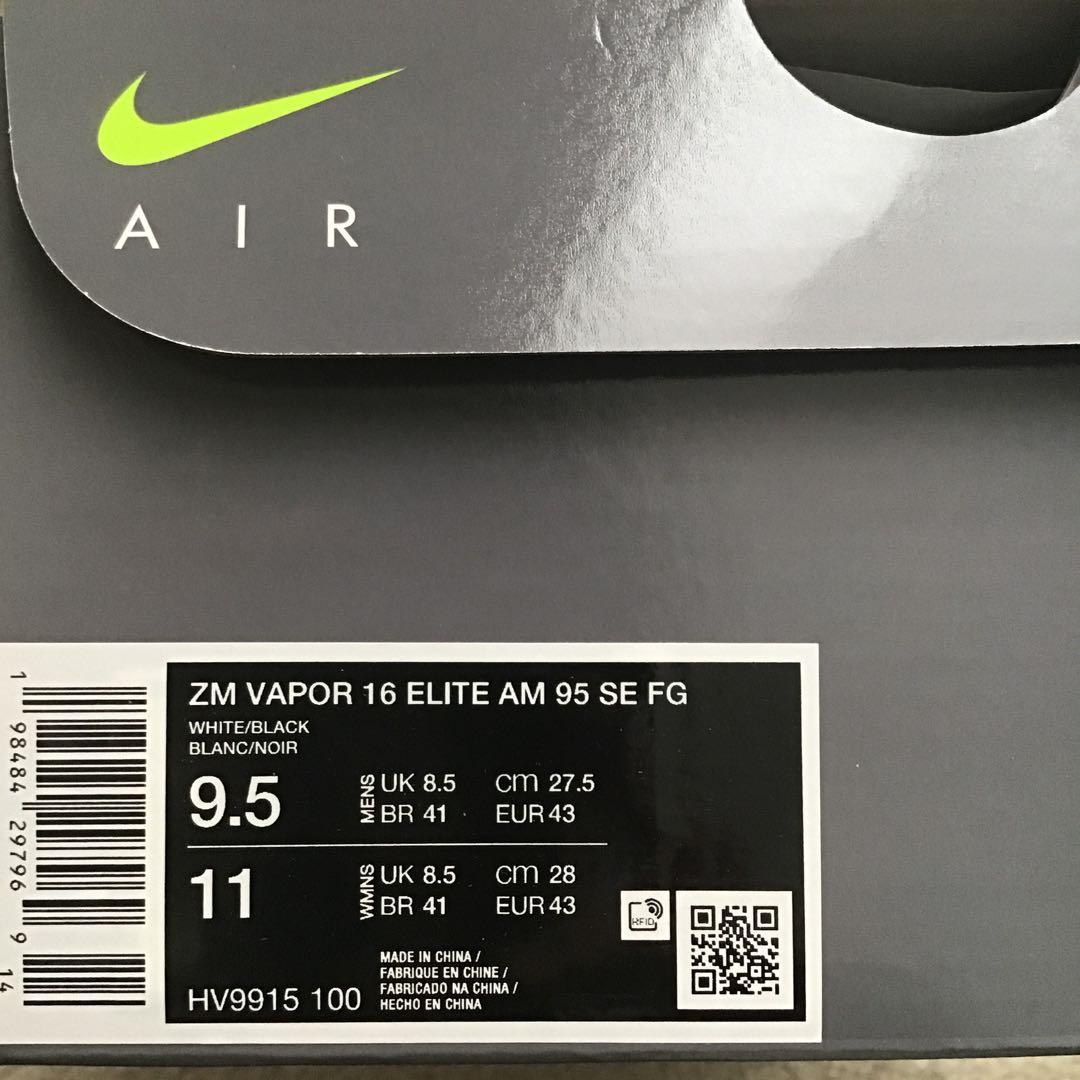 AIR
ZM VAPOR 16 ELITE AM 95 SE FG
WHITE/BLACK
BLANC/NOIR
9.5
MENS
UK 8.5 cm 27.5
BR 41 EUR 43
11
WMNS
UK 8.5 cm 28
BR 41 EUR 43
RFID
MADE IN CHINA /
FABRIQUE EN CHINE /
FABRICADO NA CHINA /
HECHO EN CHINA
HV9915 100
1 98484 29796 9 14